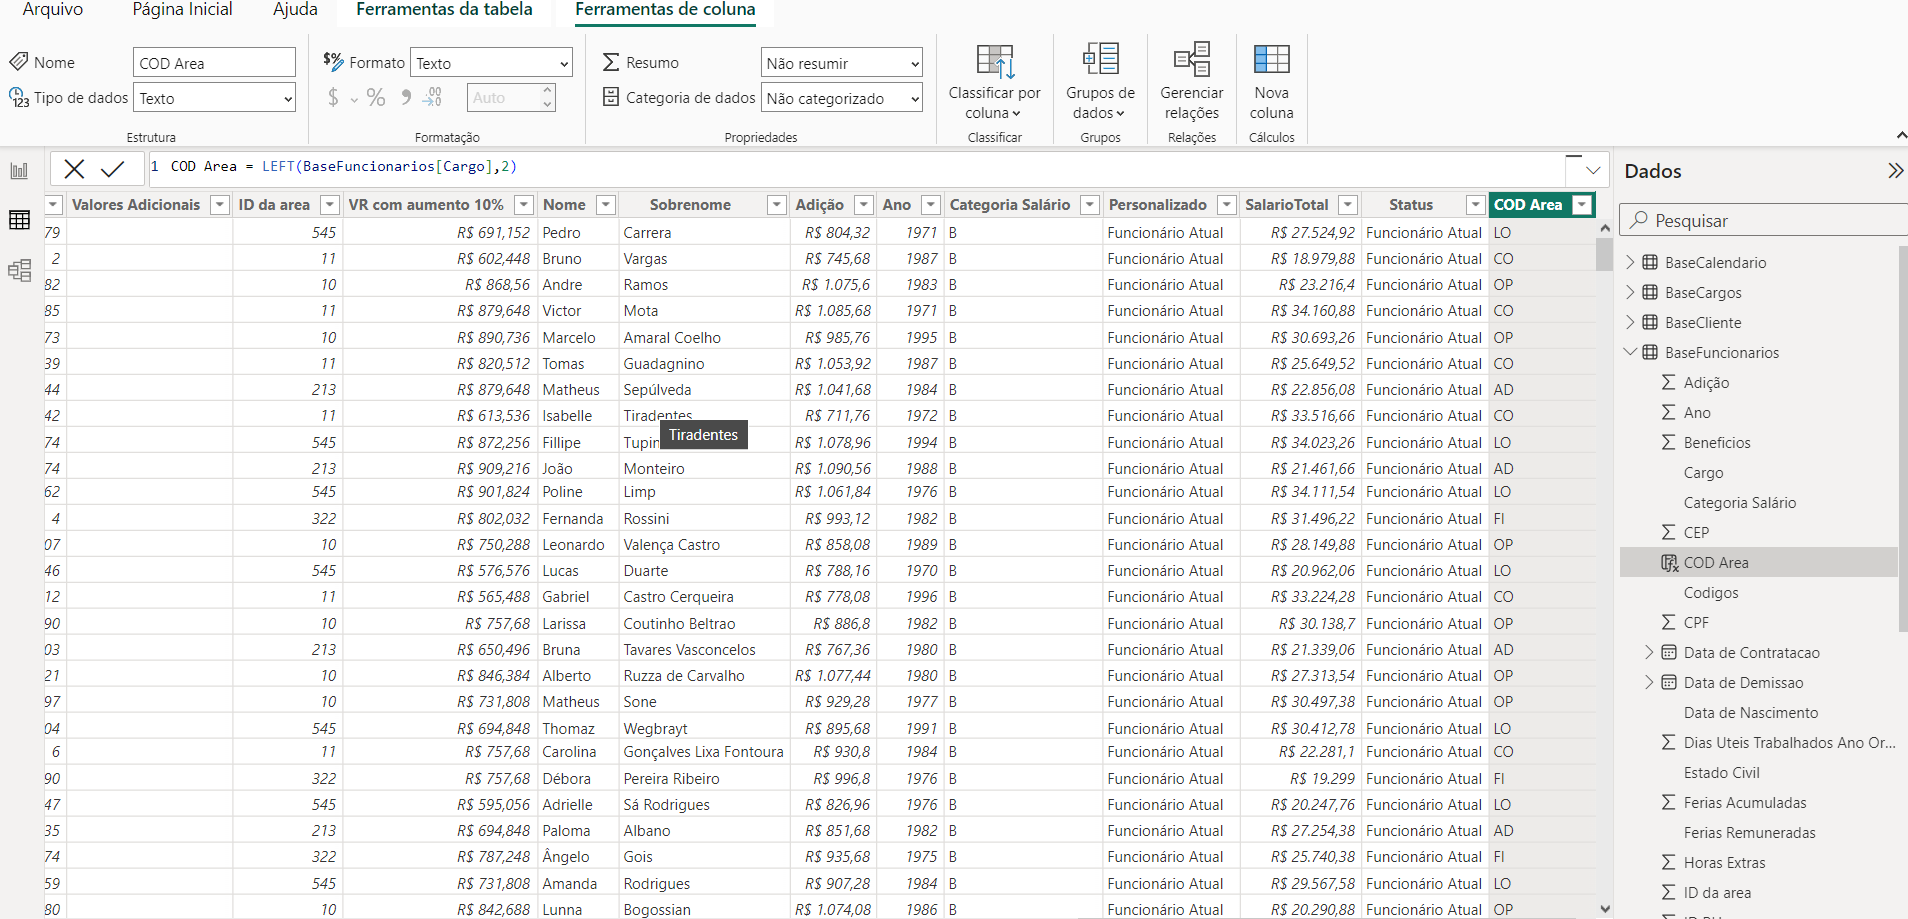 Arquivo Página Inicial Ajuda Ferramentas da tabela Ferramentas de coluna
Nome COD Area
Tipo de dados Texto
Estrutura
$% Formato Texto
$ % 9 .00 →.0 Auto
Formatação
Resumo Não resumir
Categoria de dados Não categorizado
Propriedades
Classificar por coluna
Classificar
Grupos de dados
Grupos
Gerenciar relações
Relações
Nova coluna
Cálculos
1 COD Area = LEFT(BaseFuncionarios[Cargo],2)
Valores Adicionais ID da area VR com aumento 10% Nome Sobrenome Adição Ano Categoria Salário Personalizado SalarioTotal Status COD Area
79 545 R$ 691,152 Pedro Carrera R$ 804,32 1971 B Funcionário Atual R$ 27.524,92 Funcionário Atual LO
2 11 R$ 602,448 Bruno Vargas R$ 745,68 1987 B Funcionário Atual R$ 18.979,88 Funcionário Atual CO
82 10 R$ 868,56 Andre Ramos R$ 1.075,6 1983 B Funcionário Atual R$ 23.216,4 Funcionário Atual OP
85 11 R$ 879,648 Victor Mota R$ 1.085,68 1971 B Funcionário Atual R$ 34.160,88 Funcionário Atual CO
73 10 R$ 890,736 Marcelo Amaral Coelho R$ 985,76 1995 B Funcionário Atual R$ 30.693,26 Funcionário Atual OP
39 11 R$ 820,512 Tomas Guadagnino R$ 1.053,92 1987 B Funcionário Atual R$ 25.649,52 Funcionário Atual CO
44 213 R$ 879,648 Matheus Sepúlveda R$ 1.041,68 1984 B Funcionário Atual R$ 22.856,08 Funcionário Atual AD
42 11 R$ 613,536 Isabelle Tiradentes R$ 711,76 1972 B Funcionário Atual R$ 33.516,66 Funcionário Atual CO
Tiradentes
74 545 R$ 872,256 Fillipe Tupin R$ 1.078,96 1994 B Funcionário Atual R$ 34.023,26 Funcionário Atual LO
74 213 R$ 909,216 João Monteiro R$ 1.090,56 1988 B Funcionário Atual R$ 21.461,66 Funcionário Atual AD
62 545 R$ 901,824 Poline Limp R$ 1.061,84 1976 B Funcionário Atual R$ 34.111,54 Funcionário Atual LO
4 322 R$ 802,032 Fernanda Rossini R$ 993,12 1982 B Funcionário Atual R$ 31.496,22 Funcionário Atual FI
07 10 R$ 750,288 Leonardo Valença Castro R$ 858,08 1989 B Funcionário Atual R$ 28.149,88 Funcionário Atual OP
46 545 R$ 576,576 Lucas Duarte R$ 788,16 1970 B Funcionário Atual R$ 20.962,06 Funcionário Atual LO
12 11 R$ 565,488 Gabriel Castro Cerqueira R$ 778,08 1996 B Funcionário Atual R$ 33.224,28 Funcionário Atual CO
90 10 R$ 757,68 Larissa Coutinho Beltrao R$ 886,8 1982 B Funcionário Atual R$ 30.138,7 Funcionário Atual OP
03 213 R$ 650,496 Bruna Tavares Vasconcelos R$ 767,36 1980 B Funcionário Atual R$ 21.339,06 Funcionário Atual AD
21 10 R$ 846,384 Alberto Ruzza de Carvalho R$ 1.077,44 1980 B Funcionário Atual R$ 27.313,54 Funcionário Atual OP
97 10 R$ 731,808 Matheus Sone R$ 929,28 1977 B Funcionário Atual R$ 30.497,38 Funcionário Atual OP
04 545 R$ 694,848 Thomaz Wegbrayt R$ 895,68 1991 B Funcionário Atual R$ 30.412,78 Funcionário Atual LO
6 11 R$ 757,68 Carolina Gonçalves Lixa Fontoura R$ 930,8 1984 B Funcionário Atual R$ 22.281,1 Funcionário Atual CO
90 322 R$ 757,68 Débora Pereira Ribeiro R$ 996,8 1976 B Funcionário Atual R$ 19.299 Funcionário Atual FI
47 545 R$ 595,056 Adrielle Sá Rodrigues R$ 826,96 1976 B Funcionário Atual R$ 20.247,76 Funcionário Atual LO
35 213 R$ 694,848 Paloma Albano R$ 851,68 1982 B Funcionário Atual R$ 27.254,38 Funcionário Atual AD
74 322 R$ 787,248 Ângelo Gois R$ 935,68 1975 B Funcionário Atual R$ 25.740,38 Funcionário Atual FI
59 545 R$ 731,808 Amanda Rodrigues R$ 907,28 1984 B Funcionário Atual R$ 29.567,58 Funcionário Atual LO
80 10 R$ 842,688 Lunna Bogossian R$ 1.074,08 1986 B Funcionário Atual R$ 20.290,88 Funcionário Atual OP
Dados
Pesquisar
BaseCalendario
BaseCargos
BaseCliente
BaseFuncionarios
Adição
Ano
Beneficios
Cargo
Categoria Salário
CEP
COD Area
Codigos
CPF
Data de Contratacao
Data de Demissao
Data de Nascimento
Dias Uteis Trabalhados Ano Or...
Estado Civil
Ferias Acumuladas
Ferias Remuneradas
Horas Extras
ID da area